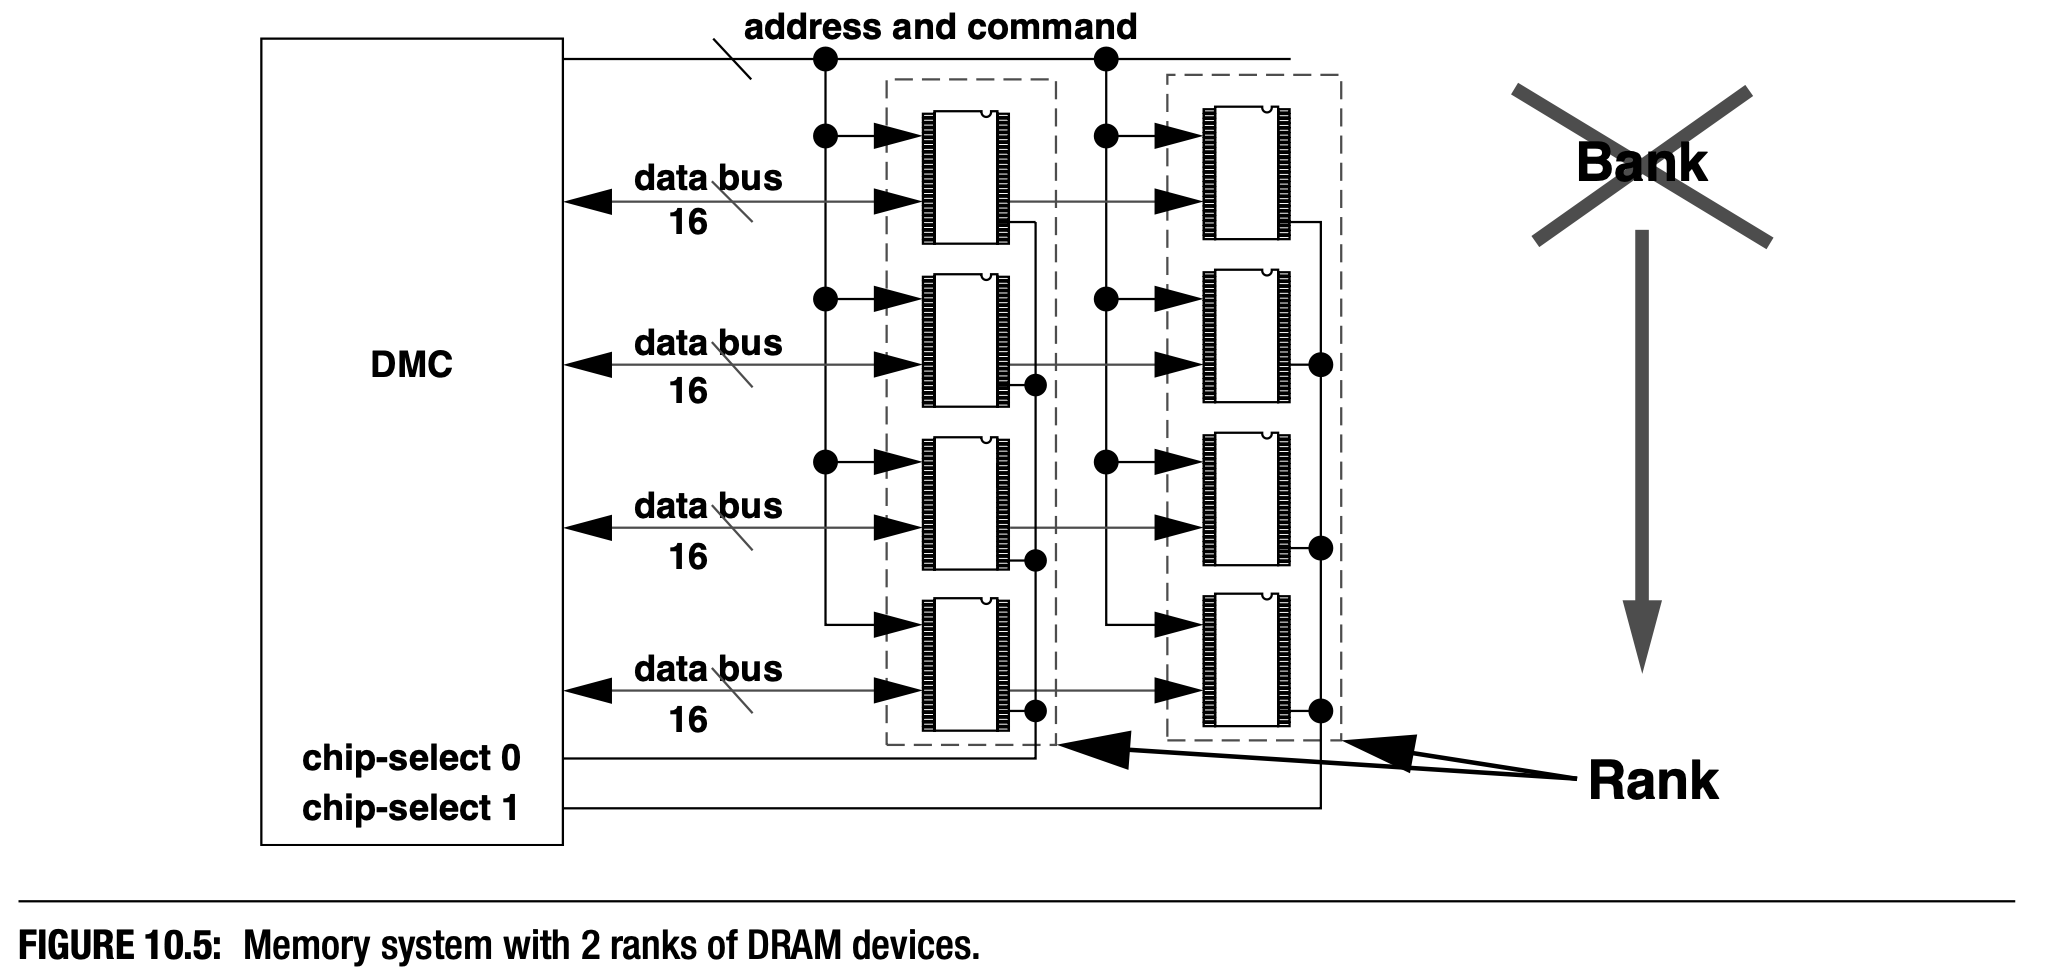 address and command
data bus
16
Bank
data bus
16
DMC
data bus
16
data bus
16
chip-select 0
chip-select 1
Rank
FIGURE 10.5: Memory system with 2 ranks of DRAM devices.